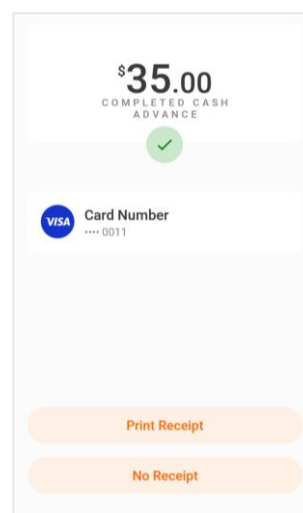 $35.00
COMPLETED CASH
ADVANCE
VISA
Card Number
•••• 0011
Print Receipt
No Receipt